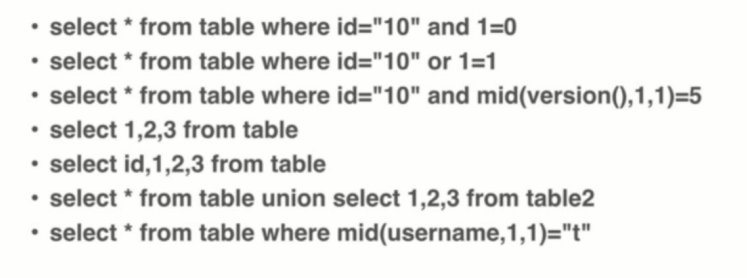 • select * from table where id="10" and 1=0
• select * from table where id="10" or 1=1
• select * from table where id="10" and mid(version(),1,1)=5
• select 1,2,3 from table
• select id,1,2,3 from table
• select * from table union select 1,2,3 from table2
• select * from table where mid(username,1,1)="t"